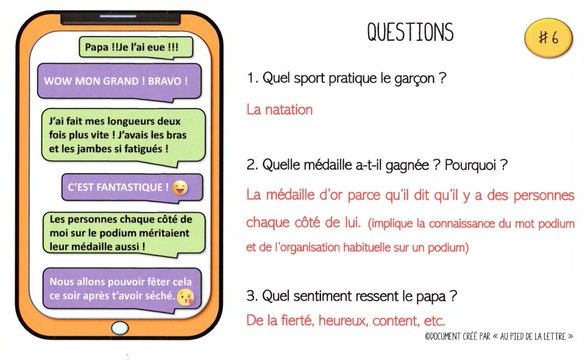 Papa !!Je l'ai eue !!!
WOW MON GRAND ! BRAVO !
J'ai fait mes longueurs deux
fois plus vite ! J'avais les bras
et les jambes si fatigués !
C'EST FANTASTIQUE !
Les personnes chaque côté de
moi sur le podium méritaient
leur médaille aussi !
Nous allons pouvoir fêter cela
ce soir après t'avoir séché.
QUESTIONS
#6
1. Quel sport pratique le garçon ?
La natation
2. Quelle médaille a-t-il gagnée ? Pourquoi ?
La médaille d'or parce qu'il dit qu'il y a des personnes
chaque côté de lui. (implique la connaissance du mot podium
et de l'organisation habituelle sur un podium)
3. Quel sentiment ressent le papa ?
De la fierté, heureux, content, etc.
©DOCUMENT CRÉÉ PAR « AU PIED DE LA LETTRE »